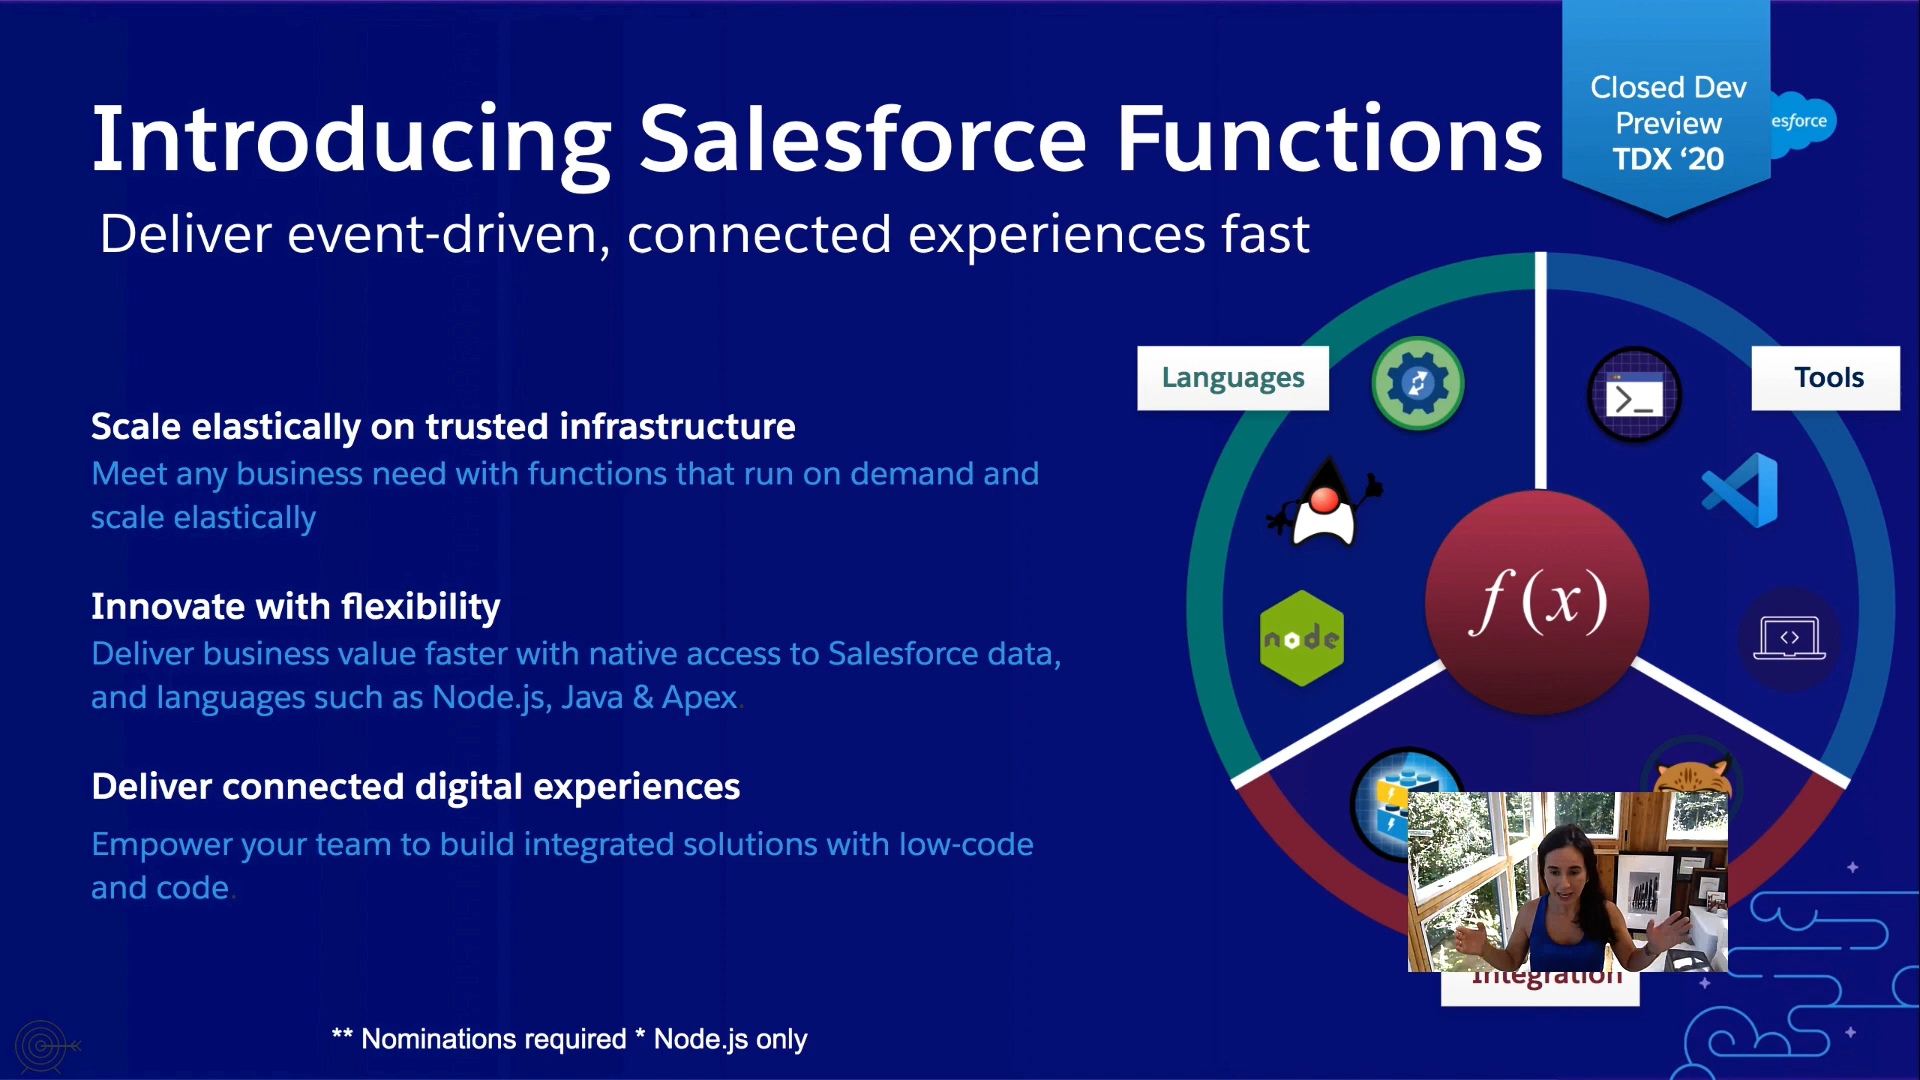 Introducing Salesforce Functions
Closed Dev
Preview
TDX ‘20
esforce
Deliver event-driven, connected experiences fast
Languages
Tools
Scale elastically on trusted infrastructure
Meet any business need with functions that run on demand and
scale elastically
Innovate with flexibility
Deliver business value faster with native access to Salesforce data,
and languages such as Node.js, Java & Apex.
node
f(x)
Deliver connected digital experiences
Empower your team to build integrated solutions with low-code
and code.
Integration
** Nominations required * Node.js only